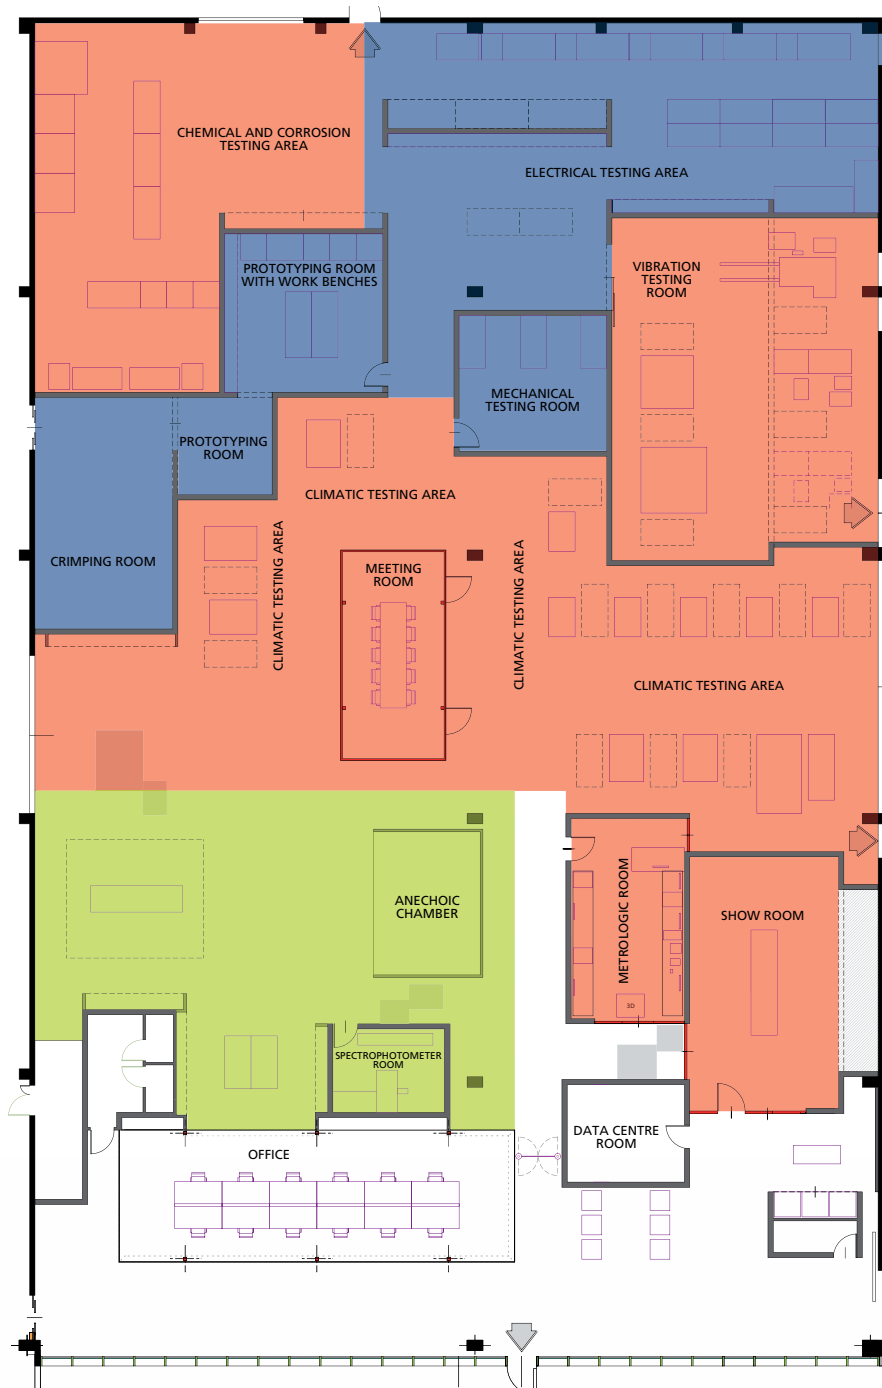 CHEMICAL AND CORROSION
TESTING AREA
ELECTRICAL TESTING AREA
PROTOTYPING ROOM
WITH WORK BENCHES
VIBRATION
TESTING
ROOM
MECHANICAL
TESTING ROOM
PROTOTYPING
ROOM
CLIMATIC TESTING AREA
CRIMPING ROOM
CLIMATIC TESTING AREA
MEETING
ROOM
CLIMATIC TESTING AREA
CLIMATIC TESTING AREA
ANECHOIC
CHAMBER
METROLOGIC ROOM
SHOW ROOM
3D
SPECTROPHOTOMETER
ROOM
DATA CENTRE
ROOM
OFFICE